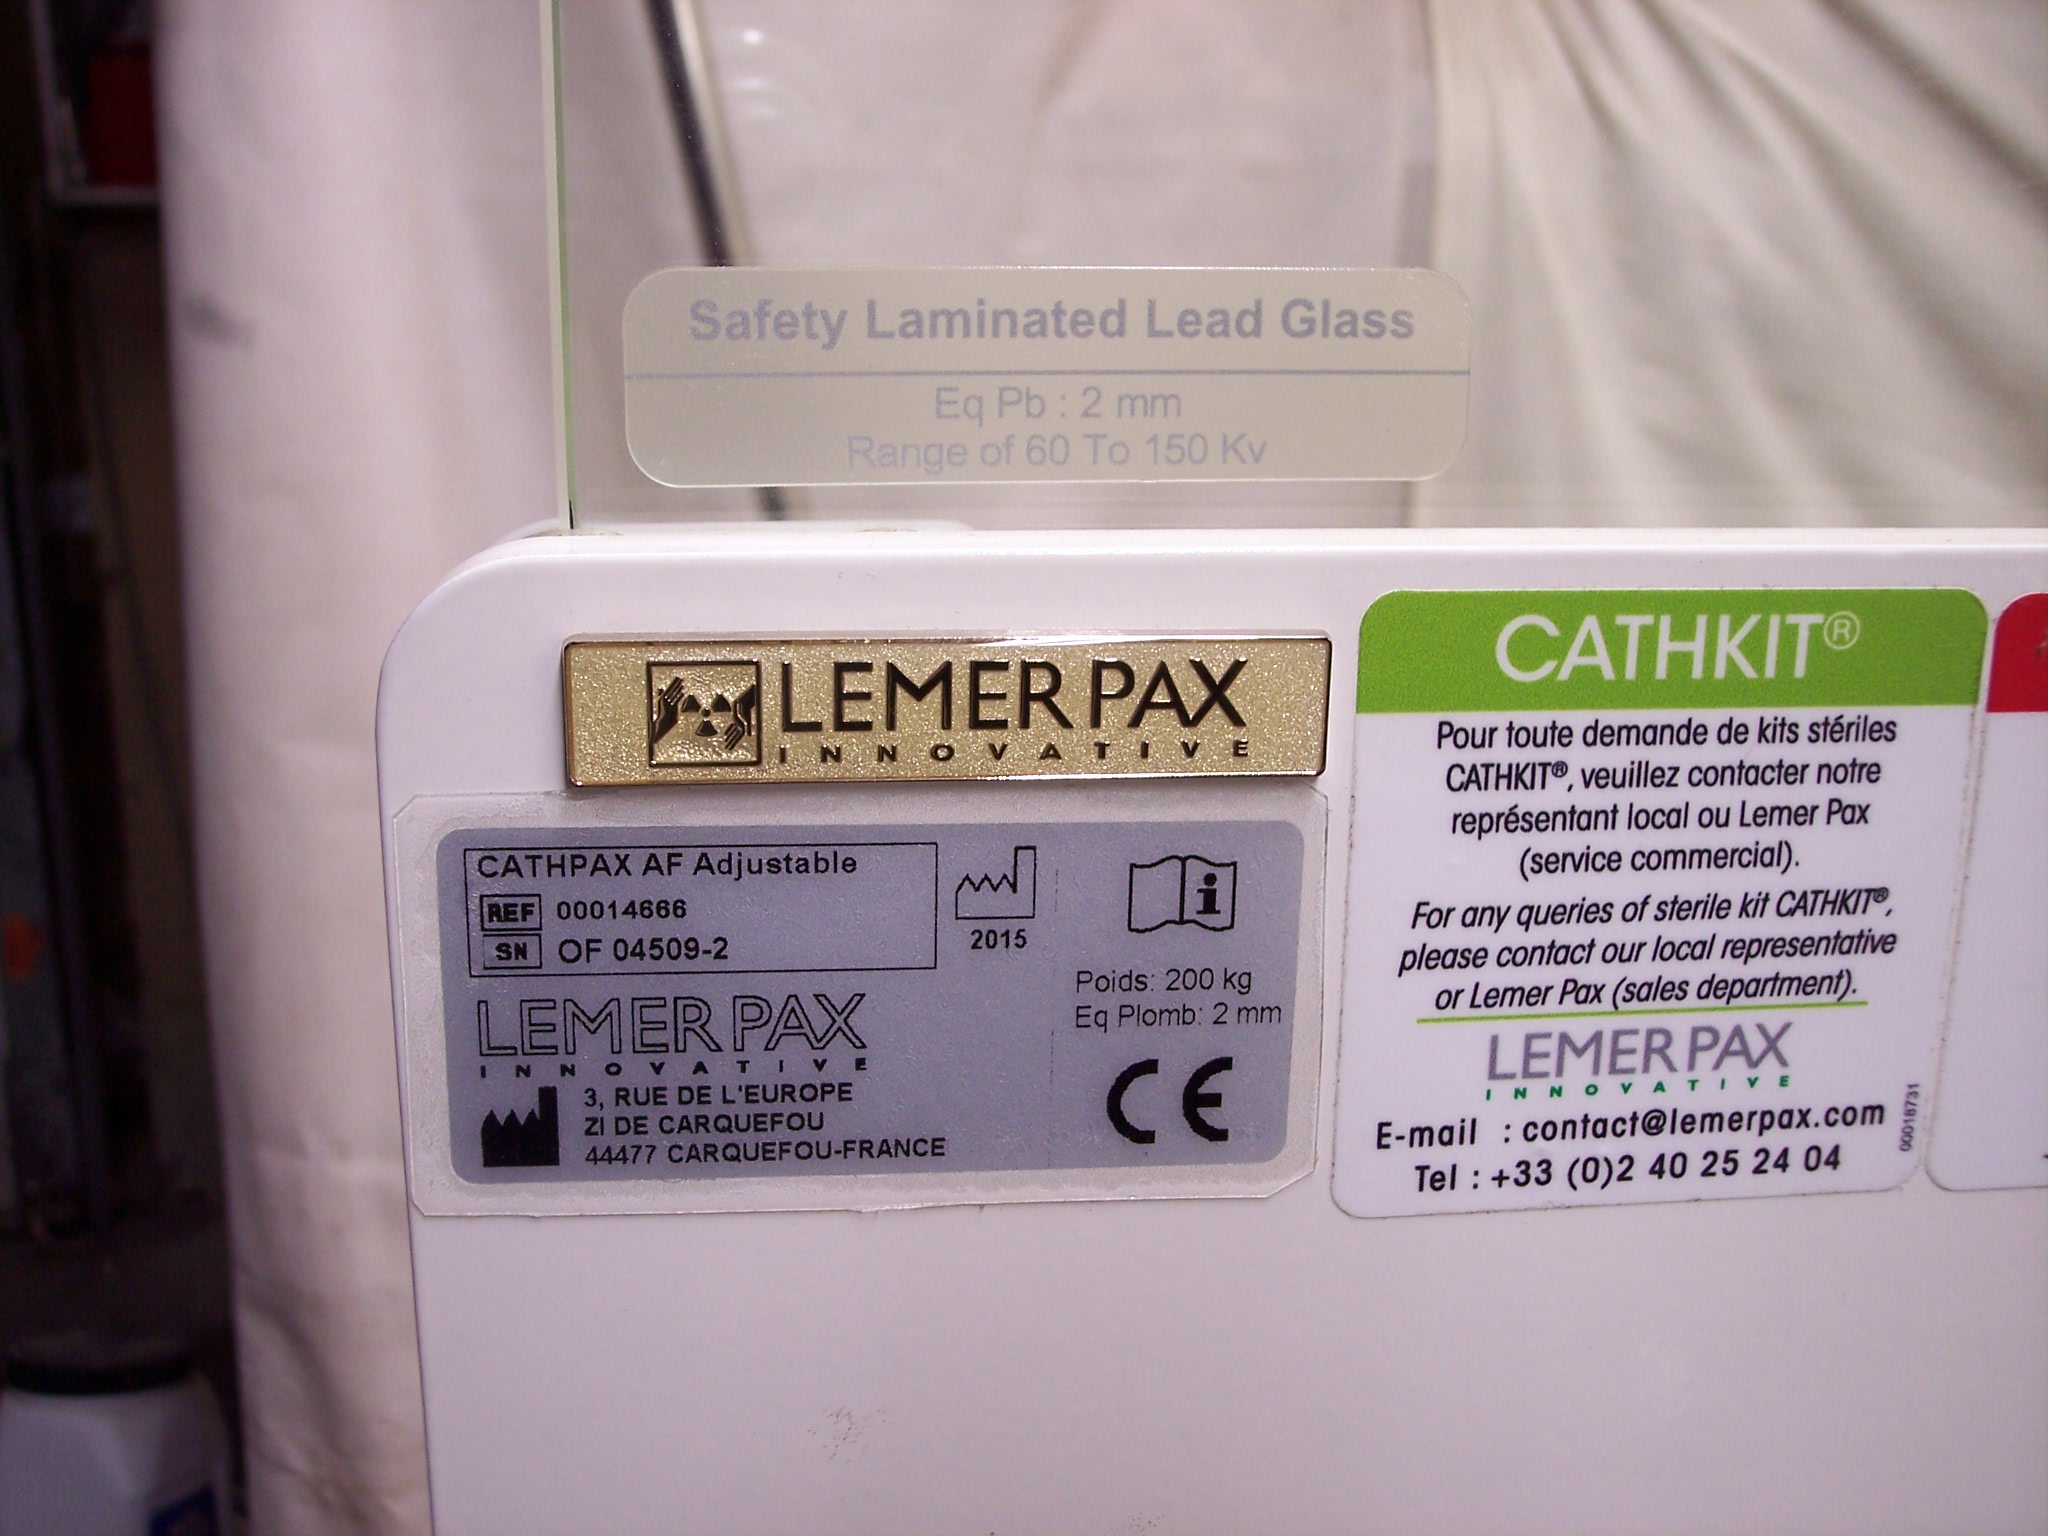 Safety Laminated Lead Glass
Eq Pb : 2 mm
Range of 60 To 150 Kv
LEMER PAX
INNOVATIVE
CATHPAX AF Adjustable
REF 00014666
SN OF 04509-2
2015
Poids: 200 kg
Eq Plomb: 2 mm
LEMER PAX
INNOVATIVE
3, RUE DE L'EUROPE
ZI DE CARQUEFOU
44477 CARQUEFOU-FRANCE
CE
CATHKIT®
Pour toute demande de kits stériles
CATHKIT®, veuillez contacter notre
représentant local ou Lemer Pax
(service commercial).
For any queries of sterile kit CATHKIT®,
please contact our local representative
or Lemer Pax (sales department).
LEMER PAX
INNOVATIVE
E-mail : contact@lemerpax.com
Tel : +33 (0)2 40 25 24 04
00018731